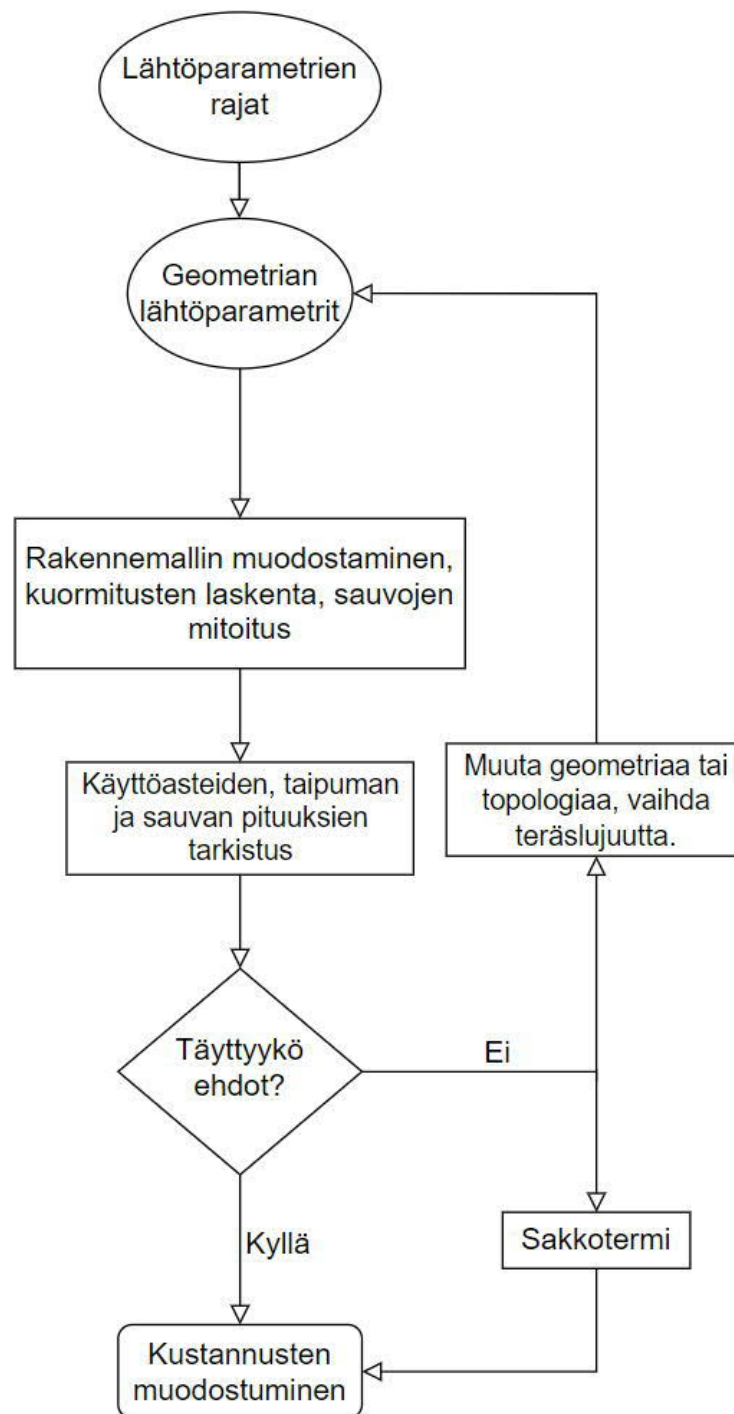 Lähtöparametrien
rajat
Geometrian
lähtöparametrit
Rakennemallin muodostaminen,
kuormitusten laskenta, sauvojen
mitoitus
Käyttöasteiden, taipuman
ja sauvan pituuksien
tarkistus
Muuta geometriaa tai
topologiaa, vaihda
teräslujuutta.
Täyttyykö
ehdot?
Ei
Kyllä
Sakkotermi
Kustannusten
muodostuminen